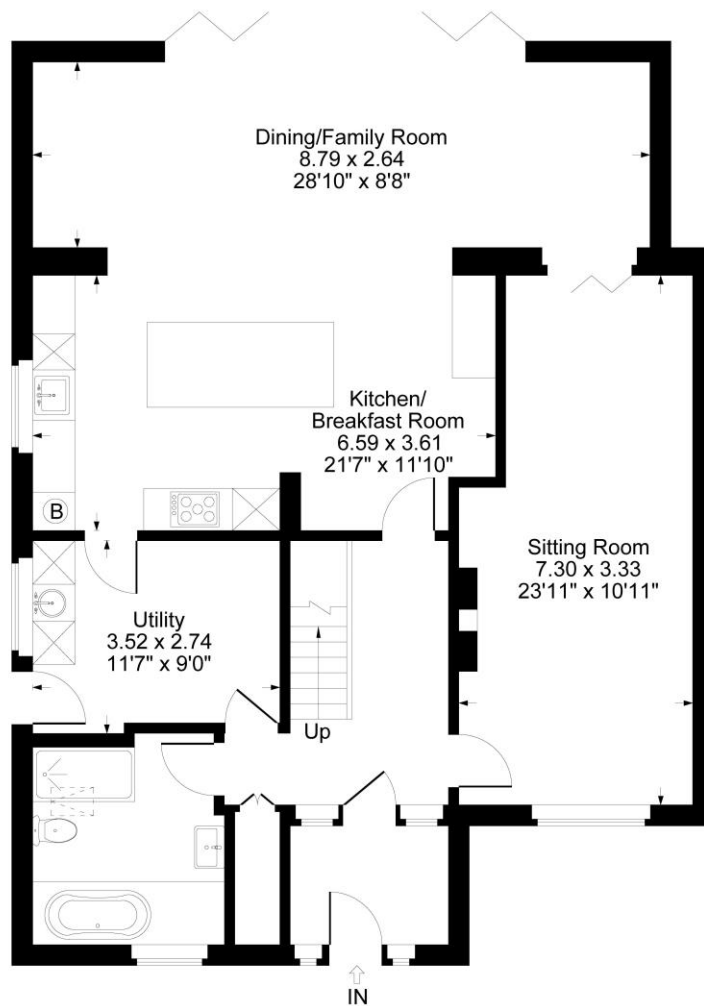 Dining/Family Room
8.79 x 2.64
28'10" x 8'8"
Kitchen/
Breakfast Room
6.59 x 3.61
21'7" x 11'10"
B
Sitting Room
7.30 x 3.33
23'11" x 10'11"
Utility
3.52 x 2.74
11'7" x 9'0"
Up
IN